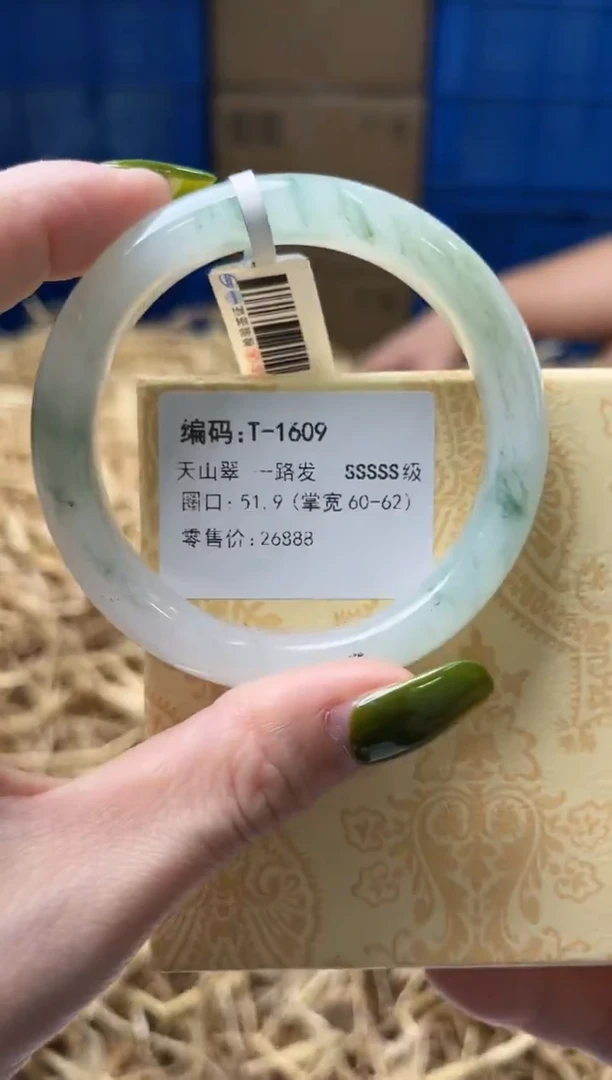 编码:T-1609
天山翠 一路发 SSSSS级
圈口·51.9(掌宽60-62)
零售价:26888